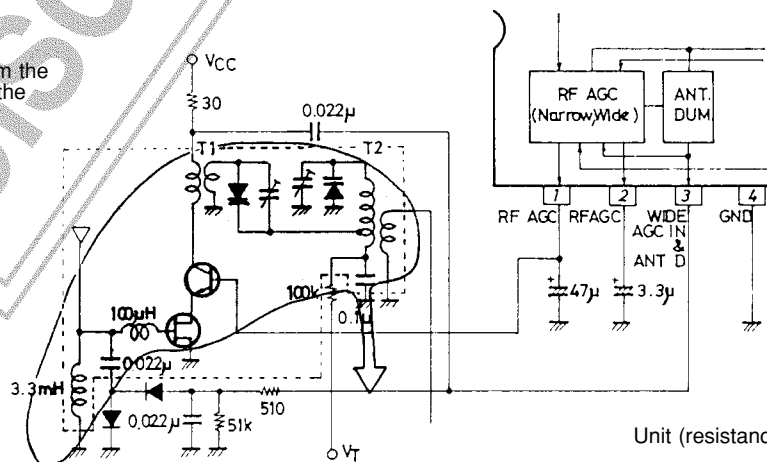 DISC
m the
the
VCC
30
0.022μ
T1
T2
RF AGC
(Narrow,Wide)
ANT.
DUM.
1
2
3
4
RF AGC
RFAGC
WIDE
AGC IN
&
ANT D
GND
47μ
3.3μ
100k
0.1μ
100μH
0.022μ
3.3mH
0.022μ
51k
510
VT
Unit (resistanc